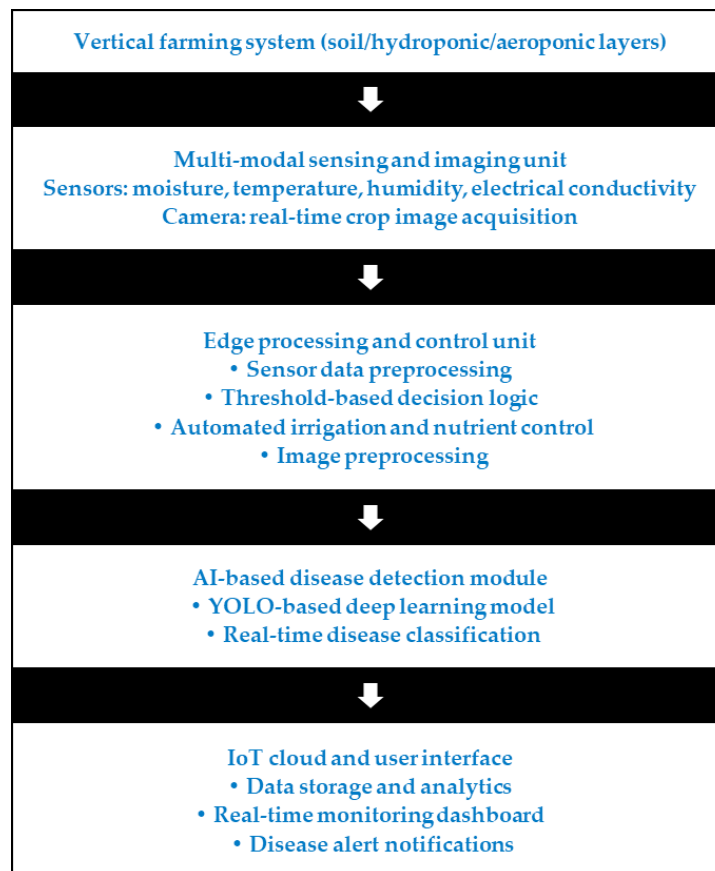 Vertical farming system (soil/hydroponic/aeroponic layers)
Multi-modal sensing and imaging unit
Sensors: moisture, temperature, humidity, electrical conductivity
Camera: real-time crop image acquisition
Edge processing and control unit
• Sensor data preprocessing
• Threshold-based decision logic
• Automated irrigation and nutrient control
• Image preprocessing
AI-based disease detection module
• YOLO-based deep learning model
• Real-time disease classification
IoT cloud and user interface
• Data storage and analytics
• Real-time monitoring dashboard
• Disease alert notifications